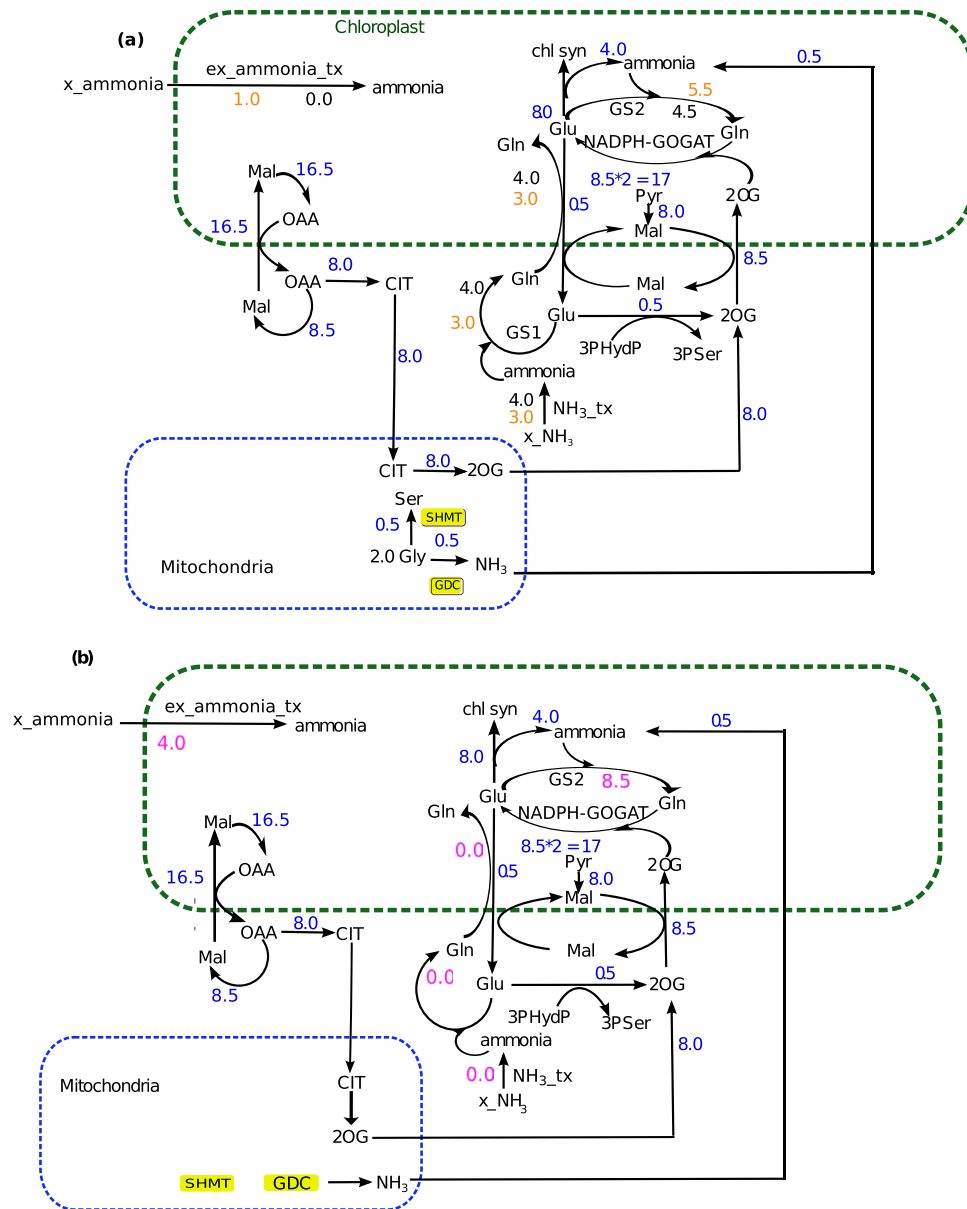 (a)
Chloroplast
x_ammonia
ex_ammonia_tx
ammonia
1.0
0.0
chl syn
4.0
ammonia
0.5
8.0
Glu
GS2
5.5
4.5
Gln
Gln
NADPH-GOGAT
4.0
3.0
8.5*2 =17
0.5
Pyr
8.0
Mal
2OG
Mal
16.5
OAA
16.5
OAA
8.0
CIT
Mal
8.5
8.0
Gln
4.0
3.0
GS1
Glu
Mal
8.5
0.5
2OG
3PHydP
3PSer
ammonia
4.0
3.0
NH3_tx
x_NH3
8.0
CIT
8.0
2OG
Ser
SHMT
0.5
0.5
2.0 Gly
NH3
GDC
Mitochondria
(b)
x_ammonia
ex_ammonia_tx
ammonia
4.0
chl syn
4.0
ammonia
0.5
8.0
Glu
GS2
8.5
Gln
Gln
NADPH-GOGAT
0.0
8.5*2 =17
0.5
Pyr
8.0
Mal
2OG
Mal
16.5
OAA
16.5
OAA
8.0
CIT
Mal
8.5
Gln
0.0
Glu
Mal
8.5
0.5
2OG
3PHydP
3PSer
ammonia
0.0
NH3_tx
x_NH3
8.0
Mitochondria
CIT
2OG
SHMT
GDC
NH3